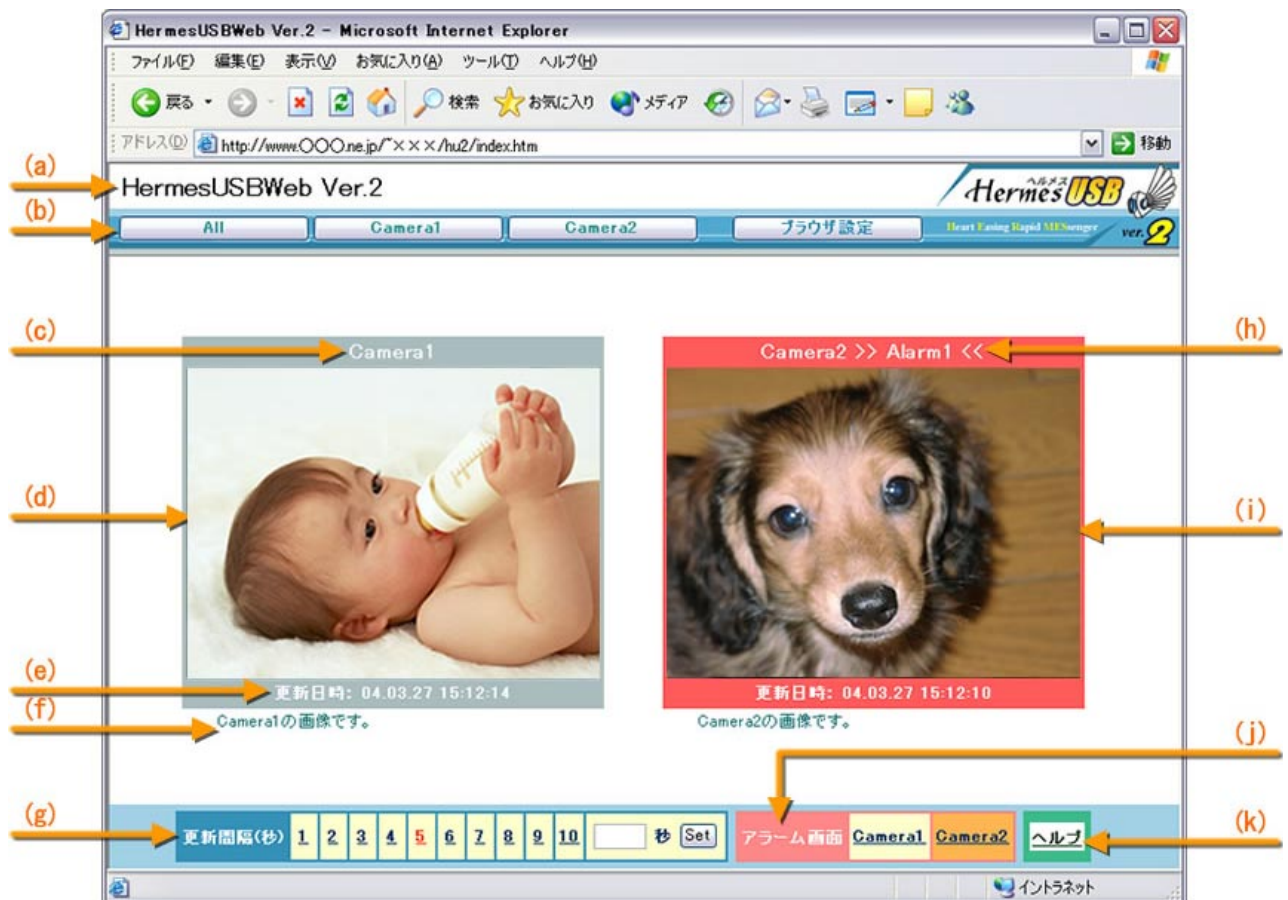 HermesUSBWeb Ver.2 - Microsoft Internet Explorer
ファイル(F) 編集(E) 表示(V) お気に入り(A) ツール(T) ヘルプ(H)
戻る 検索 お気に入り メディア
アドレス(D) http://www.○○○.ne.jp/~×××/hu2/index.htm 移動
(a)
HermesUSBWeb Ver.2
ヘルメス
Hermes USB
(b)
All Camera1 Camera2 ブラウザ設定 Heart Easing Rapid MESsenger ver.2
(c)
Camera1
Camera2 >> Alarm1 <<
(h)
(d)
(i)
(e)
更新日時: 04.03.27 15:12:14
更新日時: 04.03.27 15:12:10
(f)
Camera1の画像です。
Camera2の画像です。
(j)
(g)
更新間隔(秒) 1 2 3 4 5 6 7 8 9 10 秒 Set アラーム画面 Camera1 Camera2 ヘルプ
(k)
イントラネット